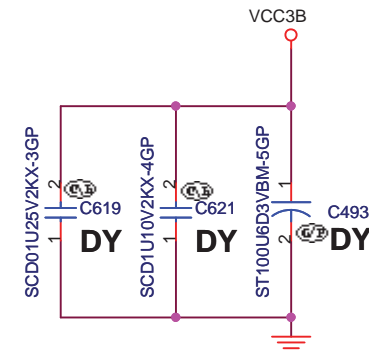 VCC3B
SCD01U25V2KX-3GP
2
C619
1
DY
SCD1U10V2KX-4GP
2
C621
1
DY
ST100U6D3VBM-5GP
1
C493
2
G/P
DY